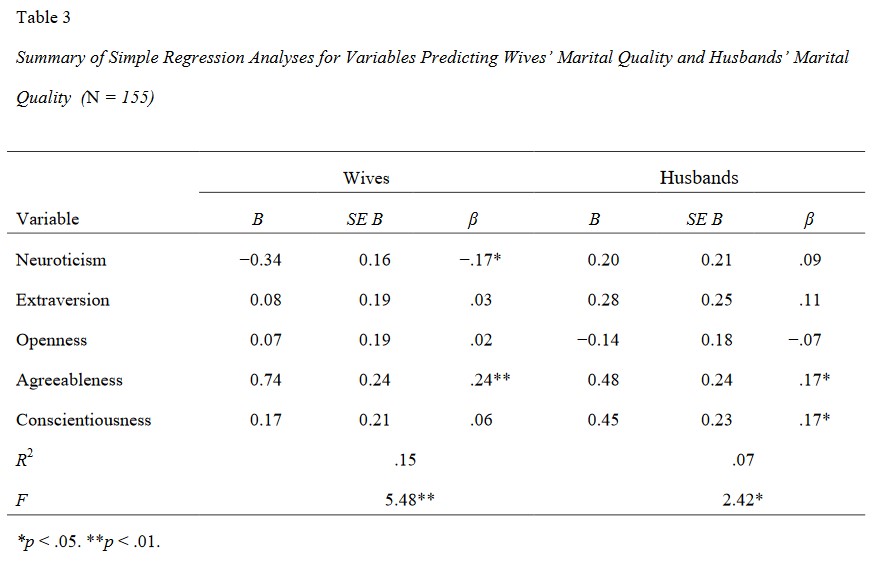 Table 3
Summary of Simple Regression Analyses for Variables Predicting Wives’ Marital Quality and Husbands’ Marital
Quality (N = 155)
Wives Husbands
Variable B SE B β B SE B β
Neuroticism −0.34 0.16 −.17* 0.20 0.21 .09
Extraversion 0.08 0.19 .03 0.28 0.25 .11
Openness 0.07 0.19 .02 −0.14 0.18 −.07
Agreeableness 0.74 0.24 .24** 0.48 0.24 .17*
Conscientiousness 0.17 0.21 .06 0.45 0.23 .17*
R² .15 .07
F 5.48** 2.42*
*p < .05. **p < .01.